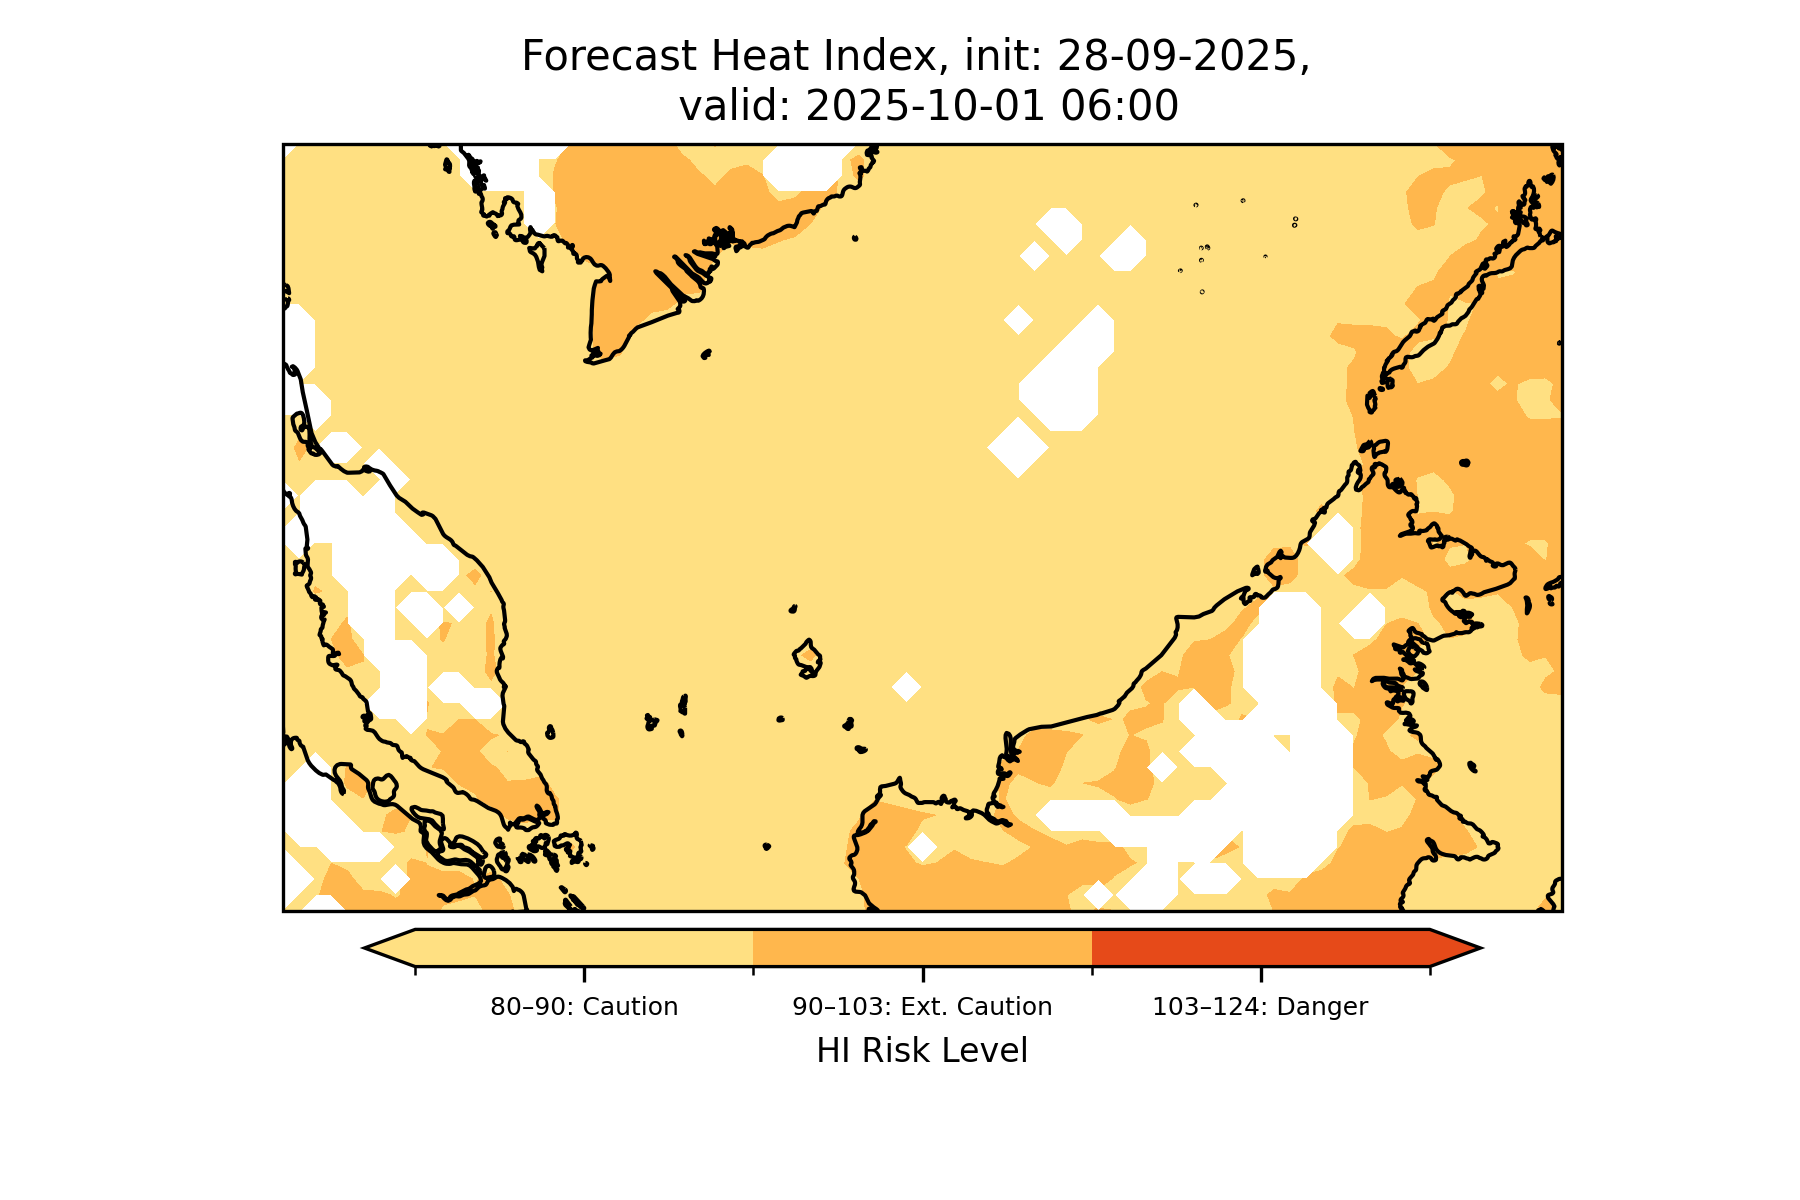 Forecast Heat Index, init: 28-09-2025,
valid: 2025-10-01 06:00
80–90: Caution
90–103: Ext. Caution
103–124: Danger
HI Risk Level